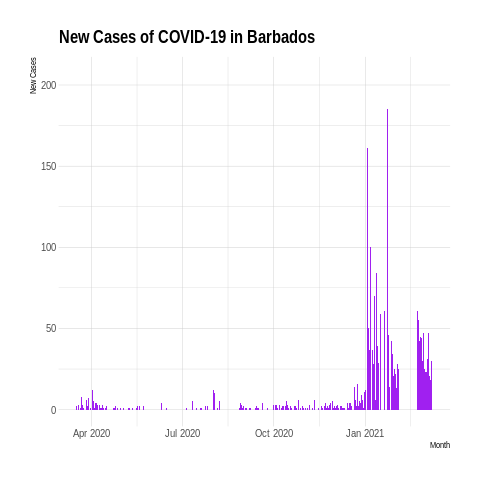 New Cases of COVID-19 in Barbados
New Cases
200
150
100
50
0
Apr 2020 Jul 2020 Oct 2020 Jan 2021
Month